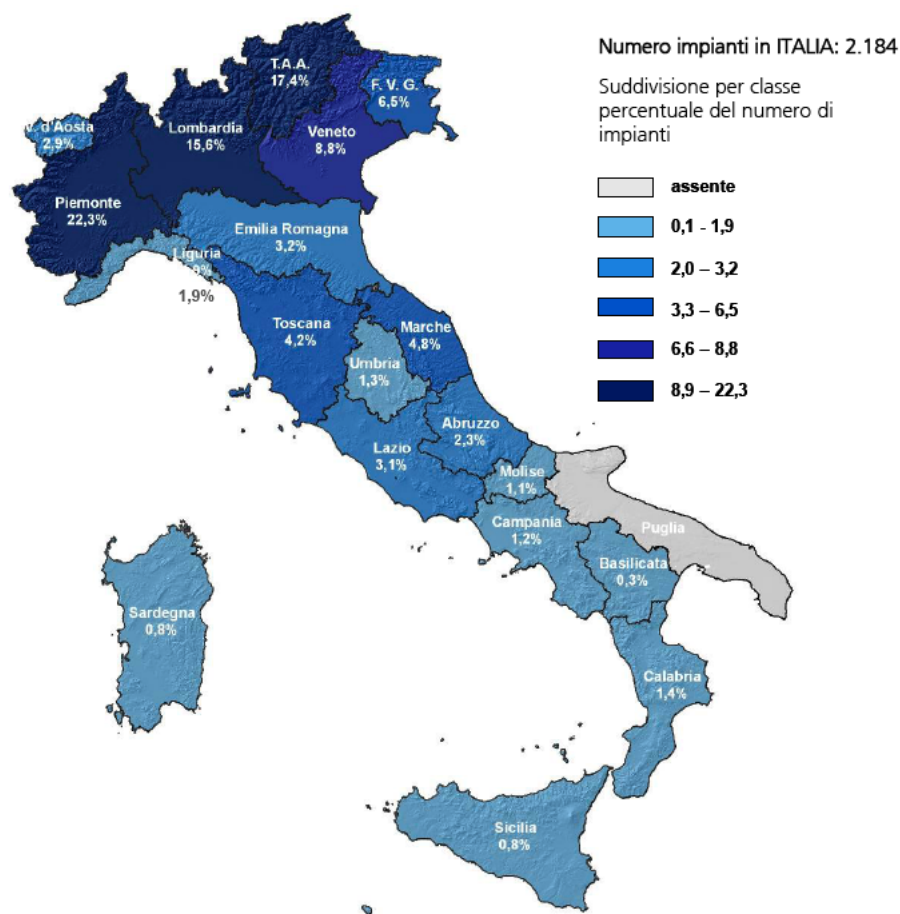 Numero impianti in ITALIA: 2.184
Suddivisione per classe
percentuale del numero di
impianti
assente
0,1 - 1,9
2,0 – 3,2
3,3 – 6,5
6,6 – 8,8
8,9 – 22,3
T.A.A.
17,4%
F. V. G.
6,5%
V. d'Aosta
2,9%
Lombardia
15,6%
Veneto
8,8%
Piemonte
22,3%
Emilia Romagna
3,2%
Liguria
1,9%
Toscana
4,2%
Marche
4,8%
Umbria
1,3%
Lazio
3,1%
Abruzzo
2,3%
Molise
1,1%
Campania
1,2%
Puglia
Basilicata
0,3%
Sardegna
0,8%
Calabria
1,4%
Sicilia
0,8%